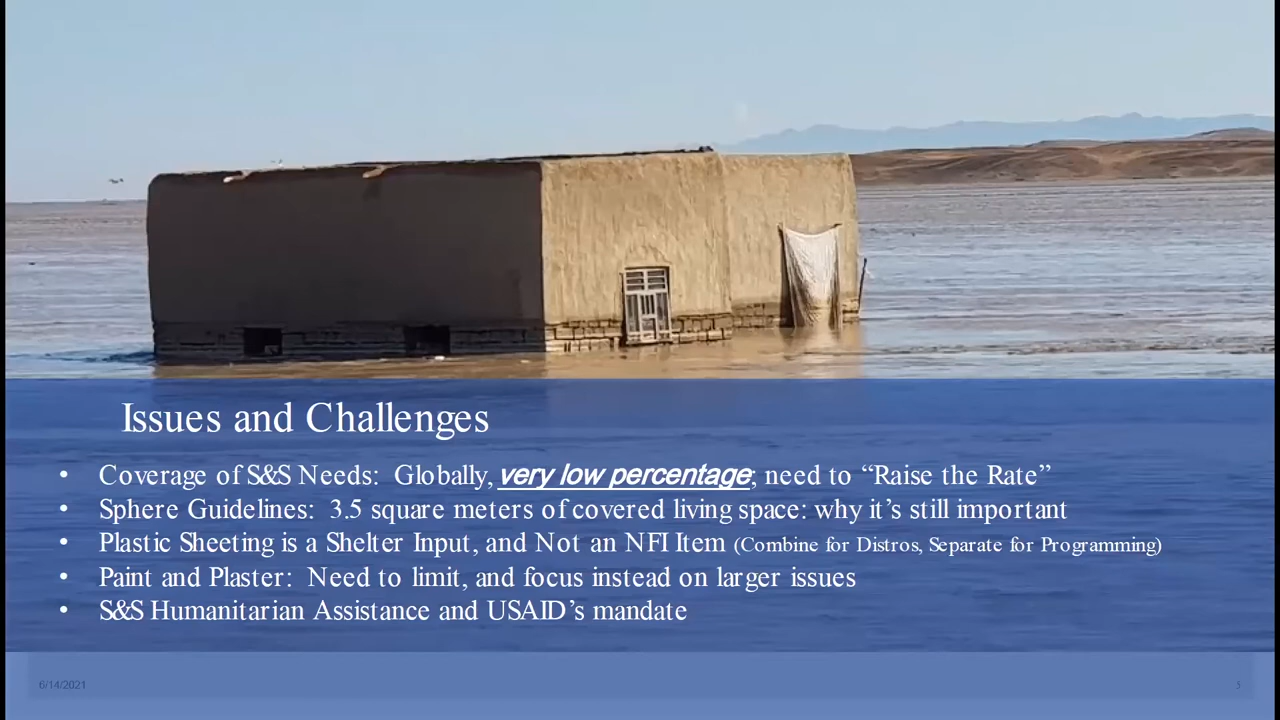 Issues and Challenges
• Coverage of S&S Needs: Globally, very low percentage; need to “Raise the Rate”
• Sphere Guidelines: 3.5 square meters of covered living space: why it’s still important
• Plastic Sheeting is a Shelter Input, and Not an NFI Item (Combine for Distros, Separate for Programming)
• Paint and Plaster: Need to limit, and focus instead on larger issues
• S&S Humanitarian Assistance and USAID’s mandate
6/14/2021
5